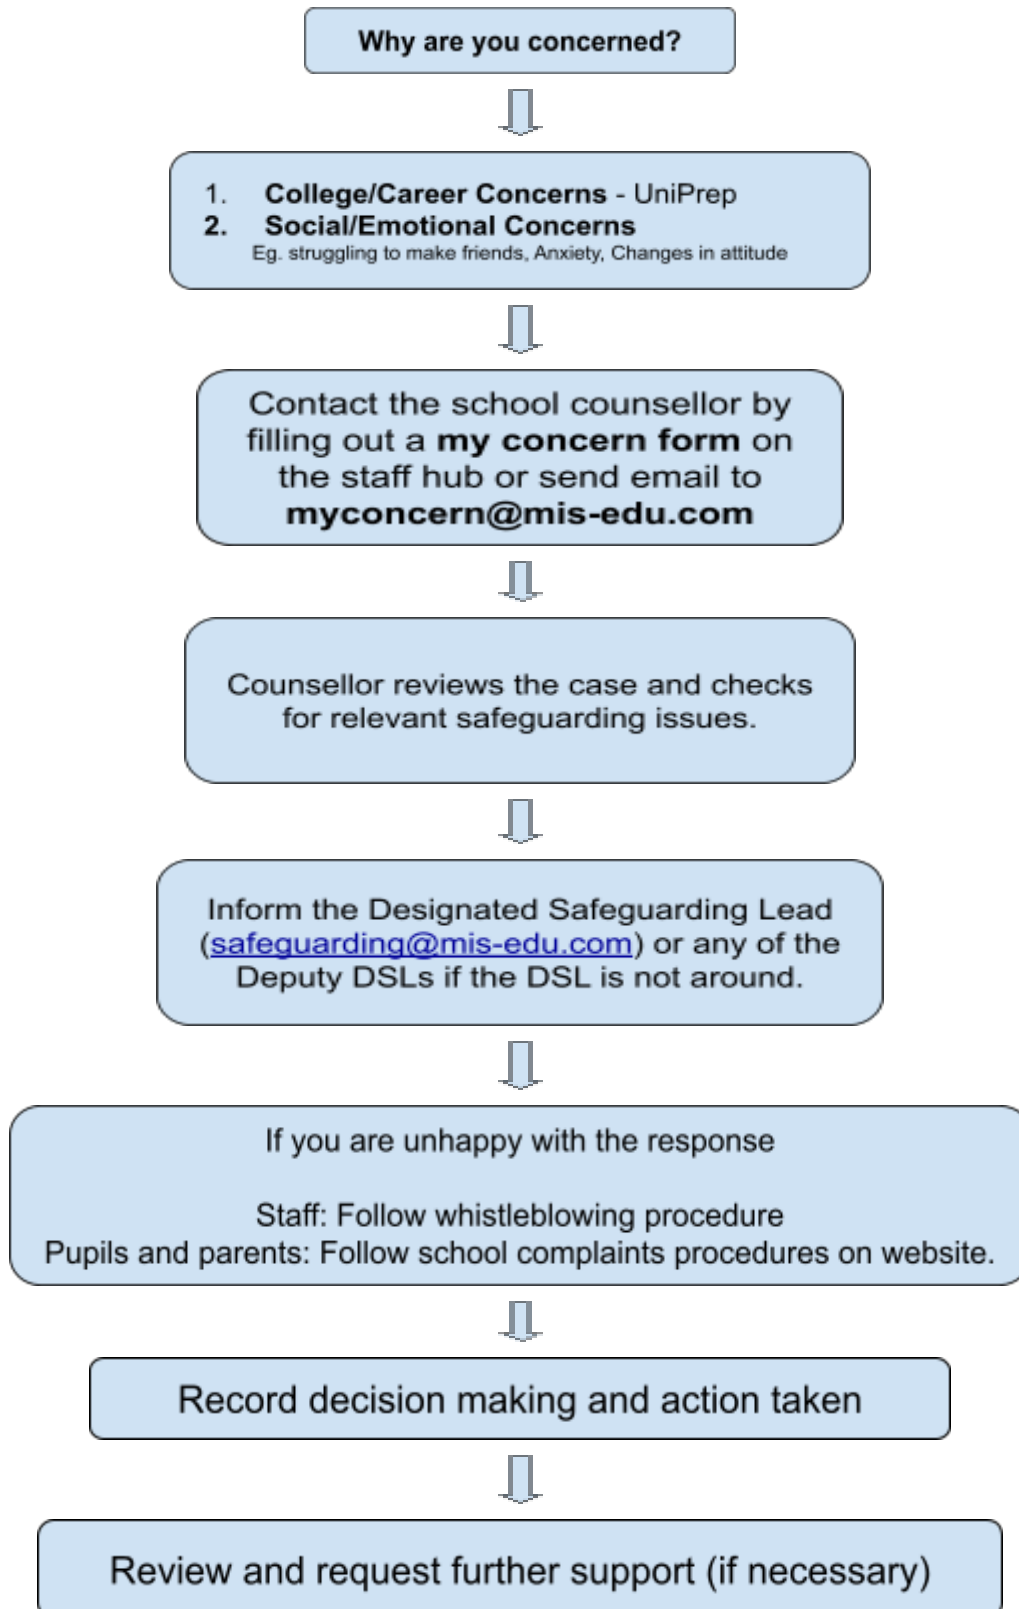 Why are you concerned?
1. College/Career Concerns - UniPrep
2. Social/Emotional Concerns
Eg. struggling to make friends, Anxiety, Changes in attitude
Contact the school counsellor by
filling out a my concern form on
the staff hub or send email to
myconcern@mis-edu.com
Counsellor reviews the case and checks
for relevant safeguarding issues.
Inform the Designated Safeguarding Lead
(safeguarding@mis-edu.com) or any of the
Deputy DSLs if the DSL is not around.
If you are unhappy with the response
Staff: Follow whistleblowing procedure
Pupils and parents: Follow school complaints procedures on website.
Record decision making and action taken
Review and request further support (if necessary)